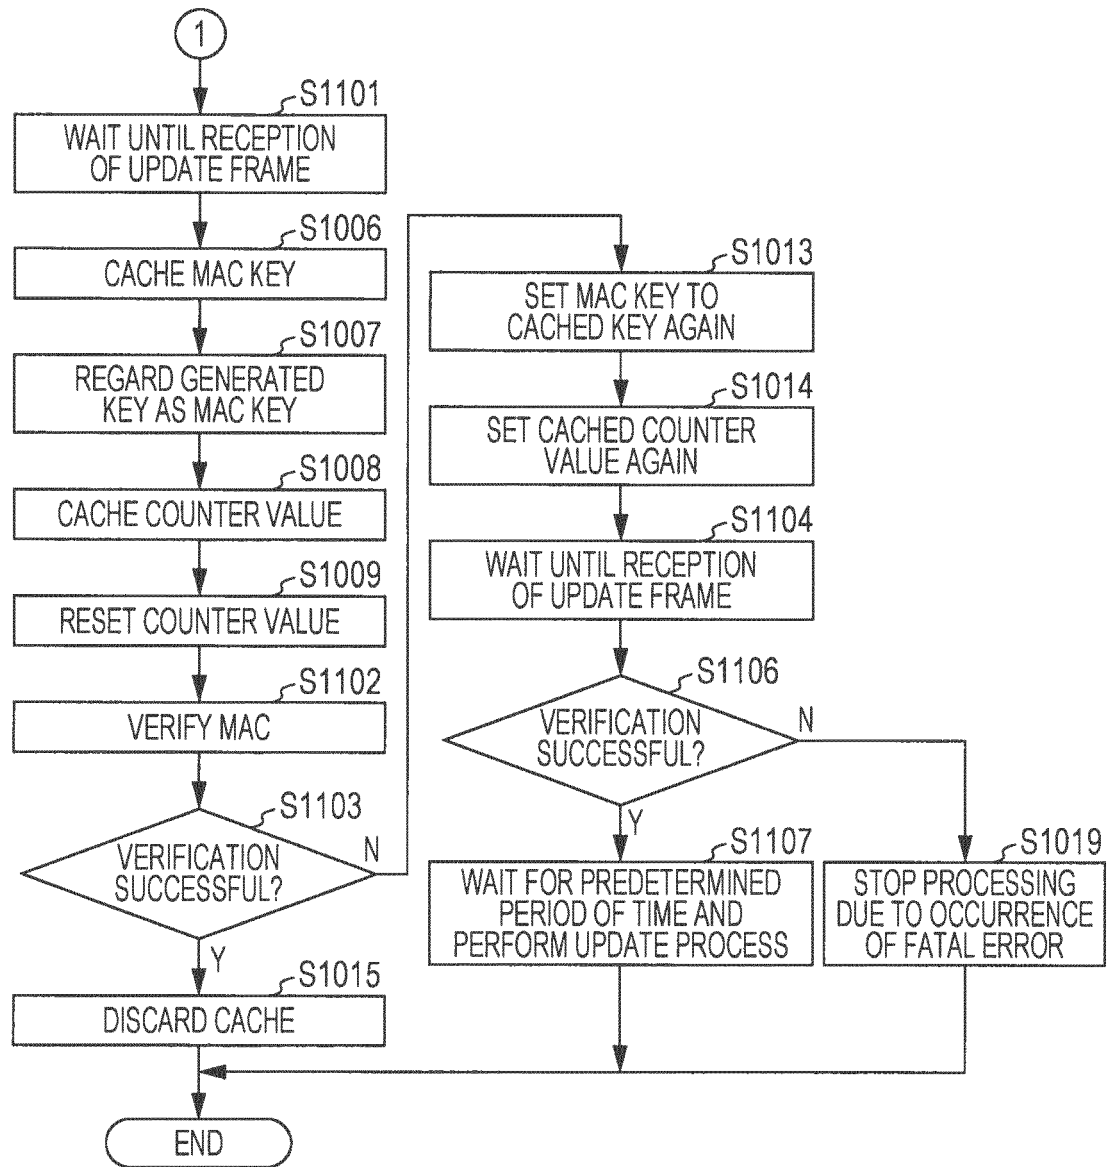 1
S1101
WAIT UNTIL RECEPTION
OF UPDATE FRAME
S1006
CACHE MAC KEY
S1007
REGARD GENERATED
KEY AS MAC KEY
S1008
CACHE COUNTER VALUE
S1009
RESET COUNTER VALUE
S1102
VERIFY MAC
S1103
VERIFICATION
SUCCESSFUL?
N
Y
S1015
DISCARD CACHE
S1013
SET MAC KEY TO
CACHED KEY AGAIN
S1014
SET CACHED COUNTER
VALUE AGAIN
S1104
WAIT UNTIL RECEPTION
OF UPDATE FRAME
S1106
VERIFICATION
SUCCESSFUL?
N
Y
S1107
WAIT FOR PREDETERMINED
PERIOD OF TIME AND
PERFORM UPDATE PROCESS
S1019
STOP PROCESSING
DUE TO OCCURRENCE
OF FATAL ERROR
END